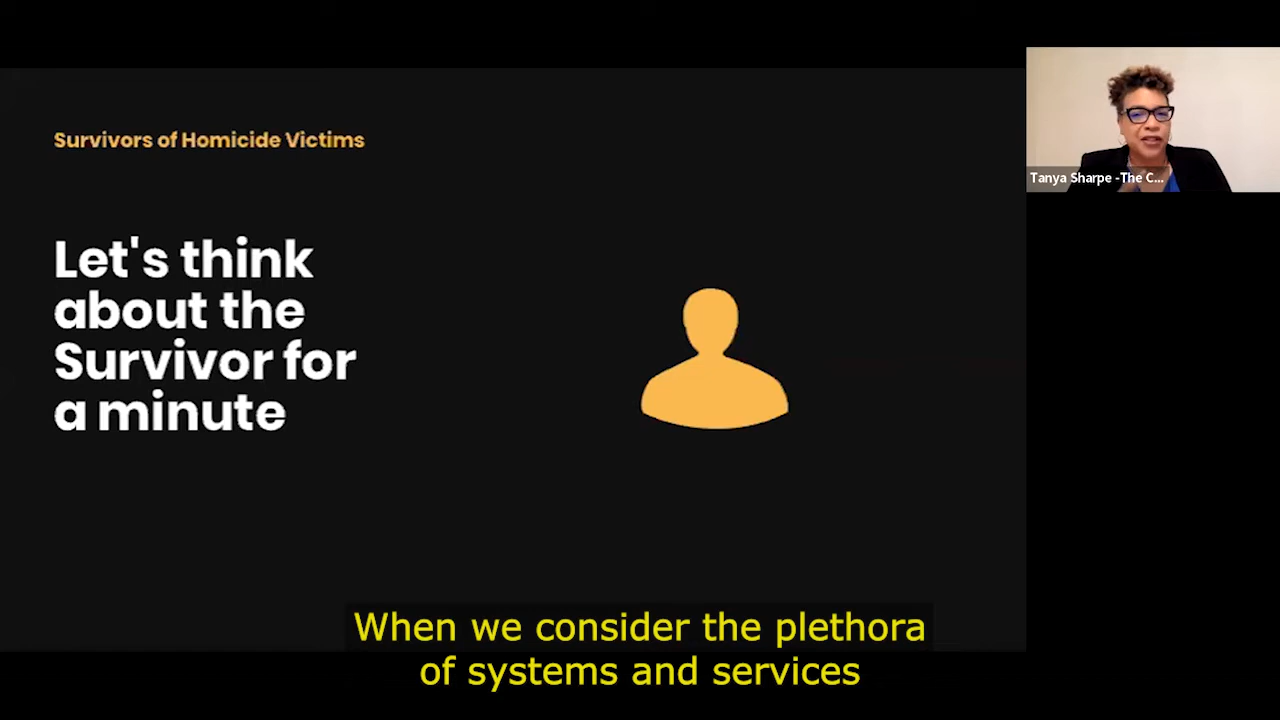 Survivors of Homicide Victims
Let's think
about the
Survivor for
a minute
Tanya Sharpe -The C...
When we consider the plethora
of systems and services